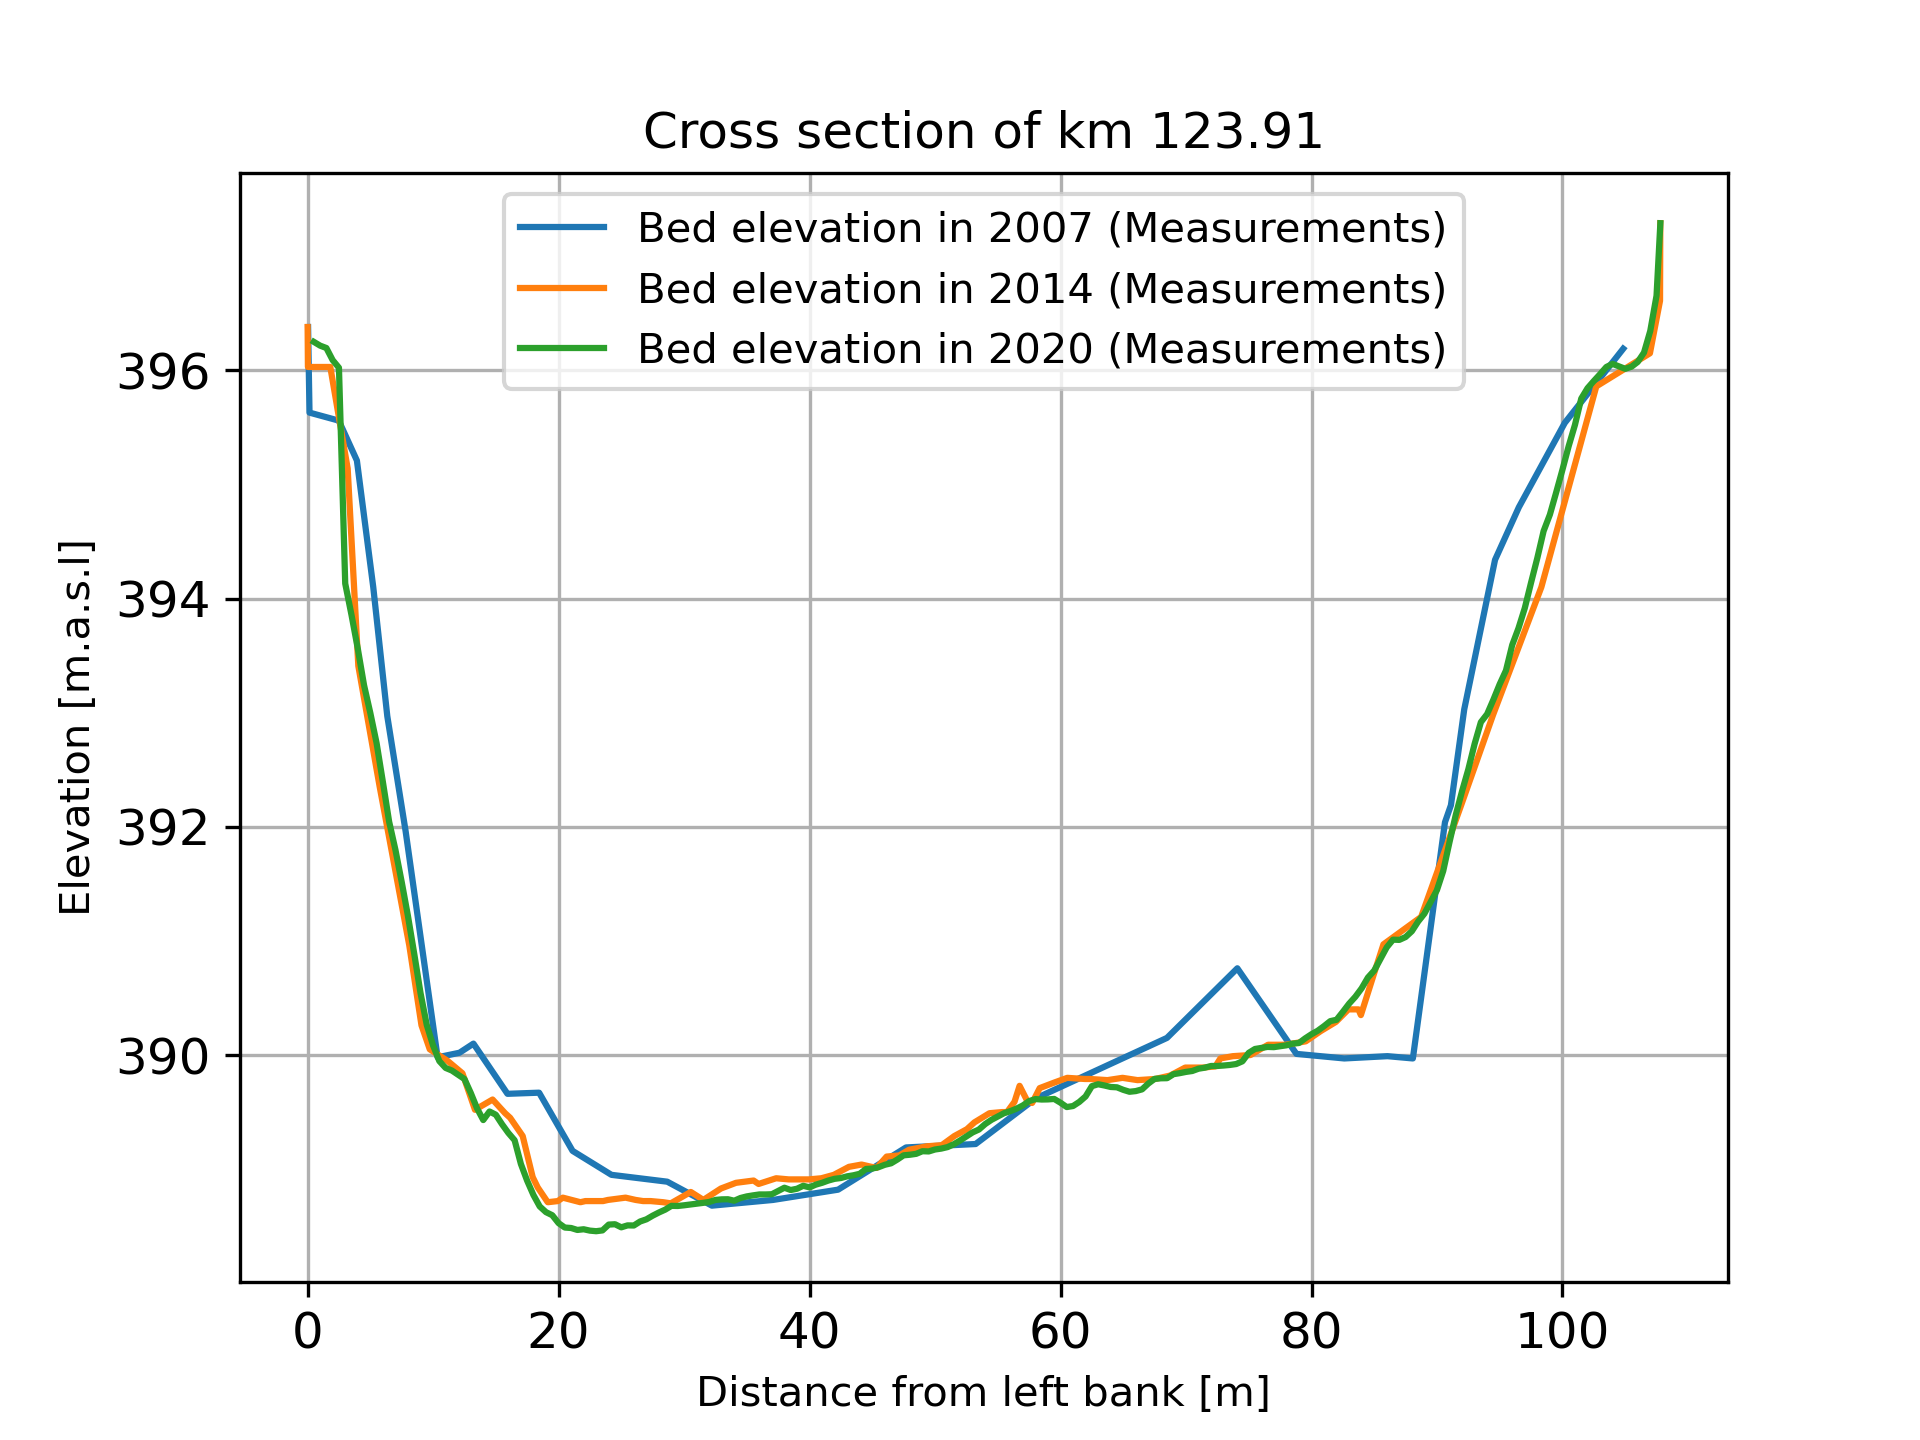 Cross section of km 123.91
Bed elevation in 2007 (Measurements)
Bed elevation in 2014 (Measurements)
Bed elevation in 2020 (Measurements)
Elevation [m.a.s.l]
396
394
392
390
0 20 40 60 80 100
Distance from left bank [m]